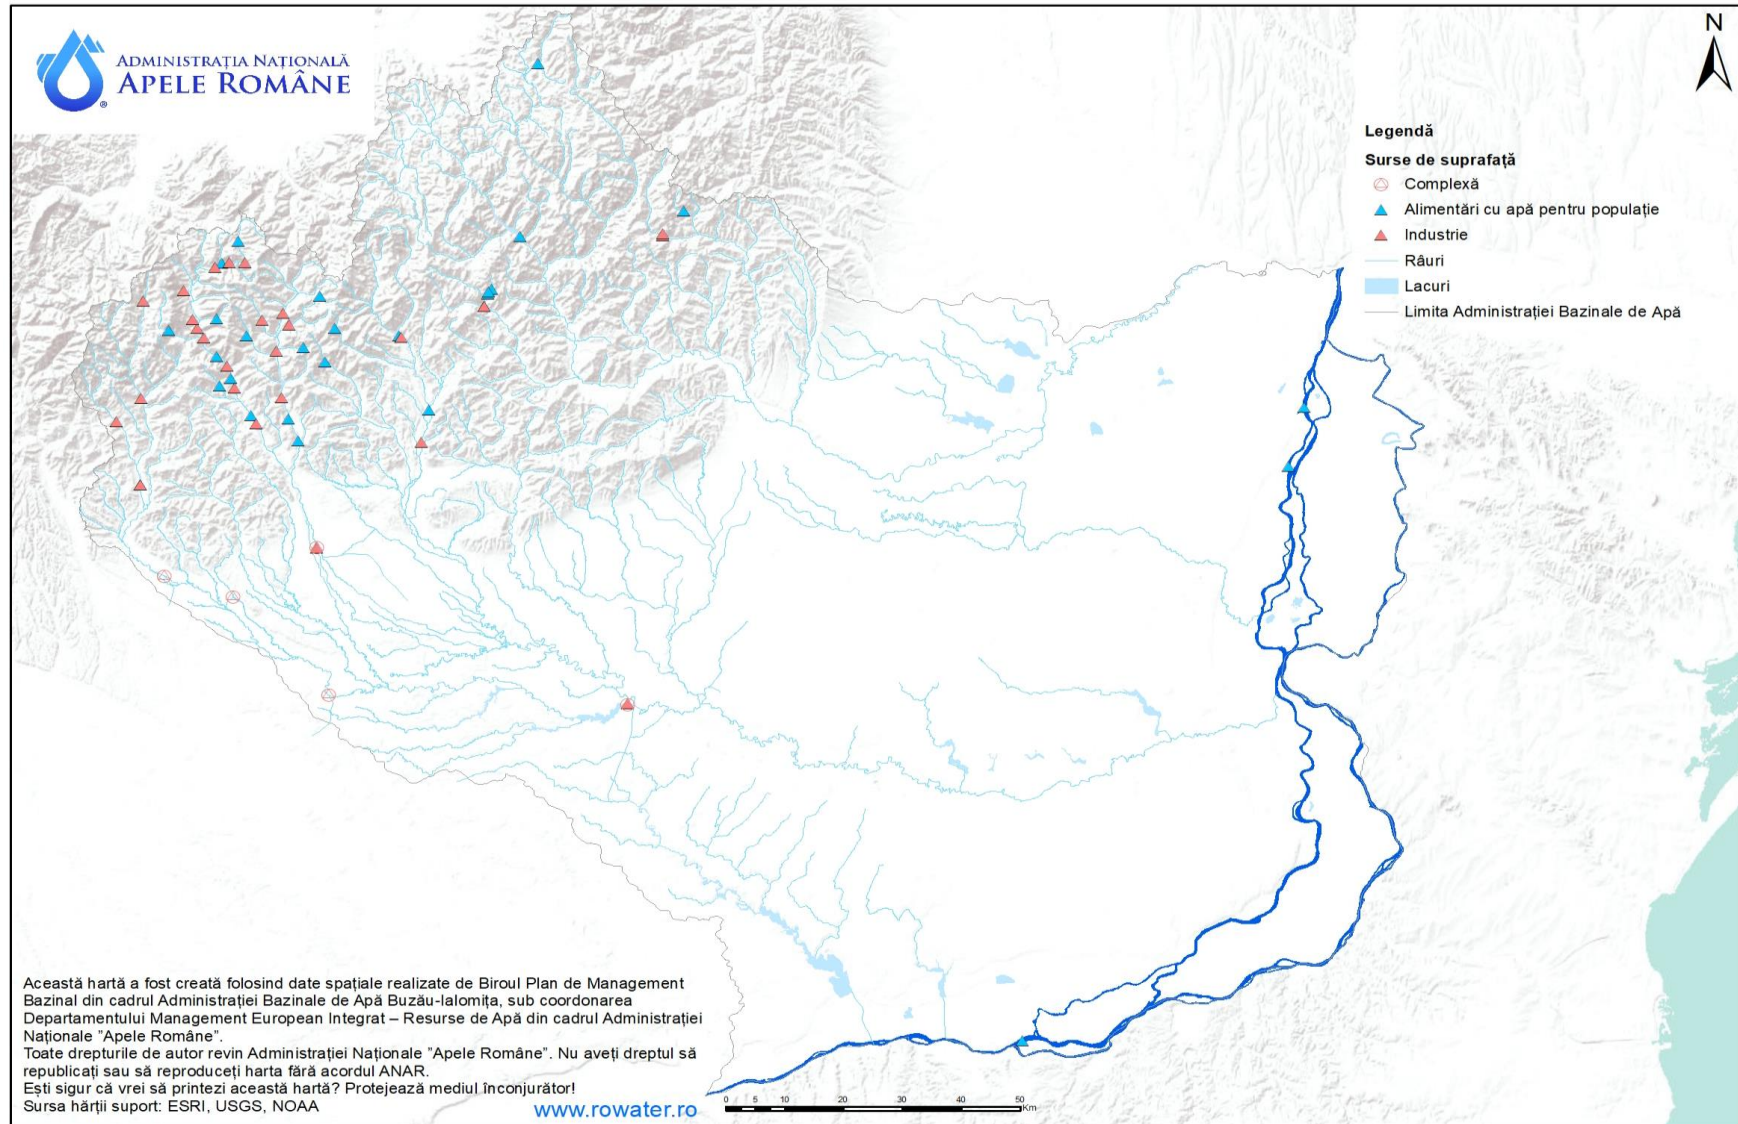 ADMINISTRAȚIA NAȚIONALĂ
APELE ROMÂNE
®
N
Legendă
Surse de suprafață
Complexă
Alimentări cu apă pentru populație
Industrie
Râuri
Lacuri
Limita Administrației Bazinale de Apă
Această hartă a fost creată folosind date spațiale realizate de Biroul Plan de Management
Bazinal din cadrul Administrației Bazinale de Apă Buzău-Ialomița, sub coordonarea
Departamentului Management European Integrat – Resurse de Apă din cadrul Administrației
Naționale "Apele Române".
Toate drepturile de autor revin Administrației Naționale "Apele Române". Nu aveți dreptul să
republicați sau să reproduceți harta fără acordul ANAR.
Ești sigur că vrei să printezi această hartă? Protejează mediul înconjurător!
Sursa hărții suport: ESRI, USGS, NOAA
www.rowater.ro
0 5 10 20 30 40 50
Km